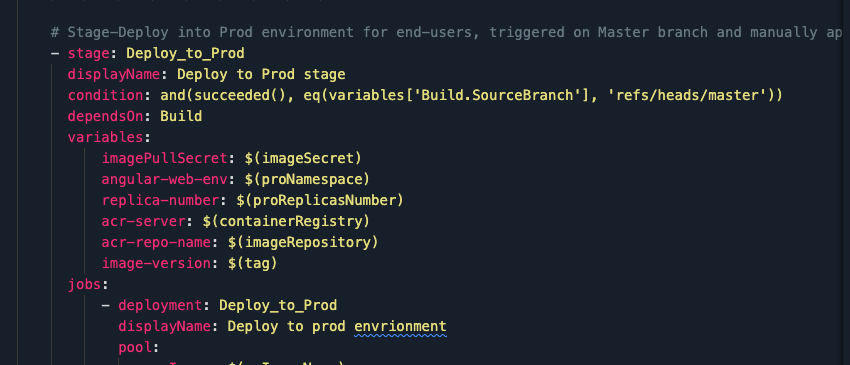 # Stage-Deploy into Prod environment for end-users, triggered on Master branch and manually ap
- stage: Deploy_to_Prod
displayName: Deploy to Prod stage
condition: and(succeeded(), eq(variables['Build.SourceBranch'], 'refs/heads/master'))
dependsOn: Build
variables:
imagePullSecret: $(imageSecret)
angular-web-env: $(proNamespace)
replica-number: $(proReplicasNumber)
acr-server: $(containerRegistry)
acr-repo-name: $(imageRepository)
image-version: $(tag)
jobs:
- deployment: Deploy_to_Prod
displayName: Deploy to prod envrionment
pool: